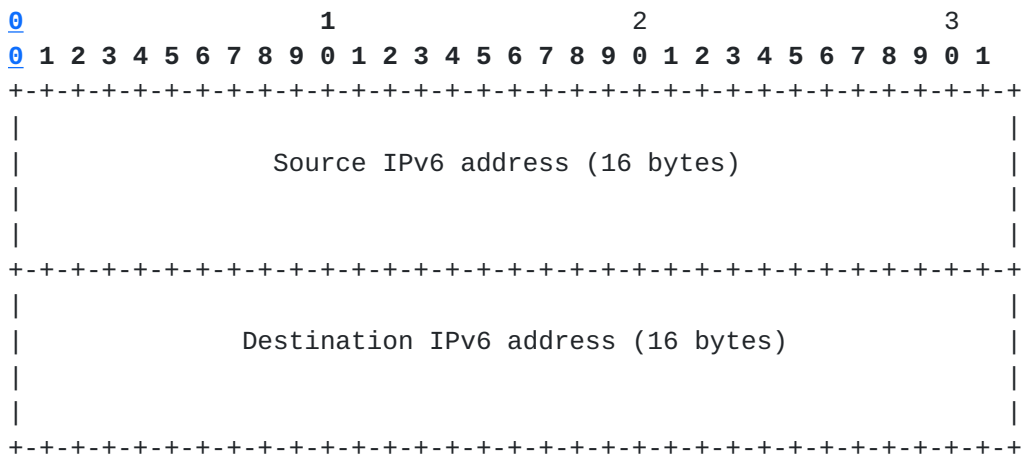 0                   1                   2                   3
0 1 2 3 4 5 6 7 8 9 0 1 2 3 4 5 6 7 8 9 0 1 2 3 4 5 6 7 8 9 0 1
+-+-+-+-+-+-+-+-+-+-+-+-+-+-+-+-+-+-+-+-+-+-+-+-+-+-+-+-+-+-+-+-+
|                                                               |
|                Source IPv6 address (16 bytes)                 |
|                                                               |
|                                                               |
+-+-+-+-+-+-+-+-+-+-+-+-+-+-+-+-+-+-+-+-+-+-+-+-+-+-+-+-+-+-+-+-+
|                                                               |
|              Destination IPv6 address (16 bytes)              |
|                                                               |
|                                                               |
+-+-+-+-+-+-+-+-+-+-+-+-+-+-+-+-+-+-+-+-+-+-+-+-+-+-+-+-+-+-+-+-+